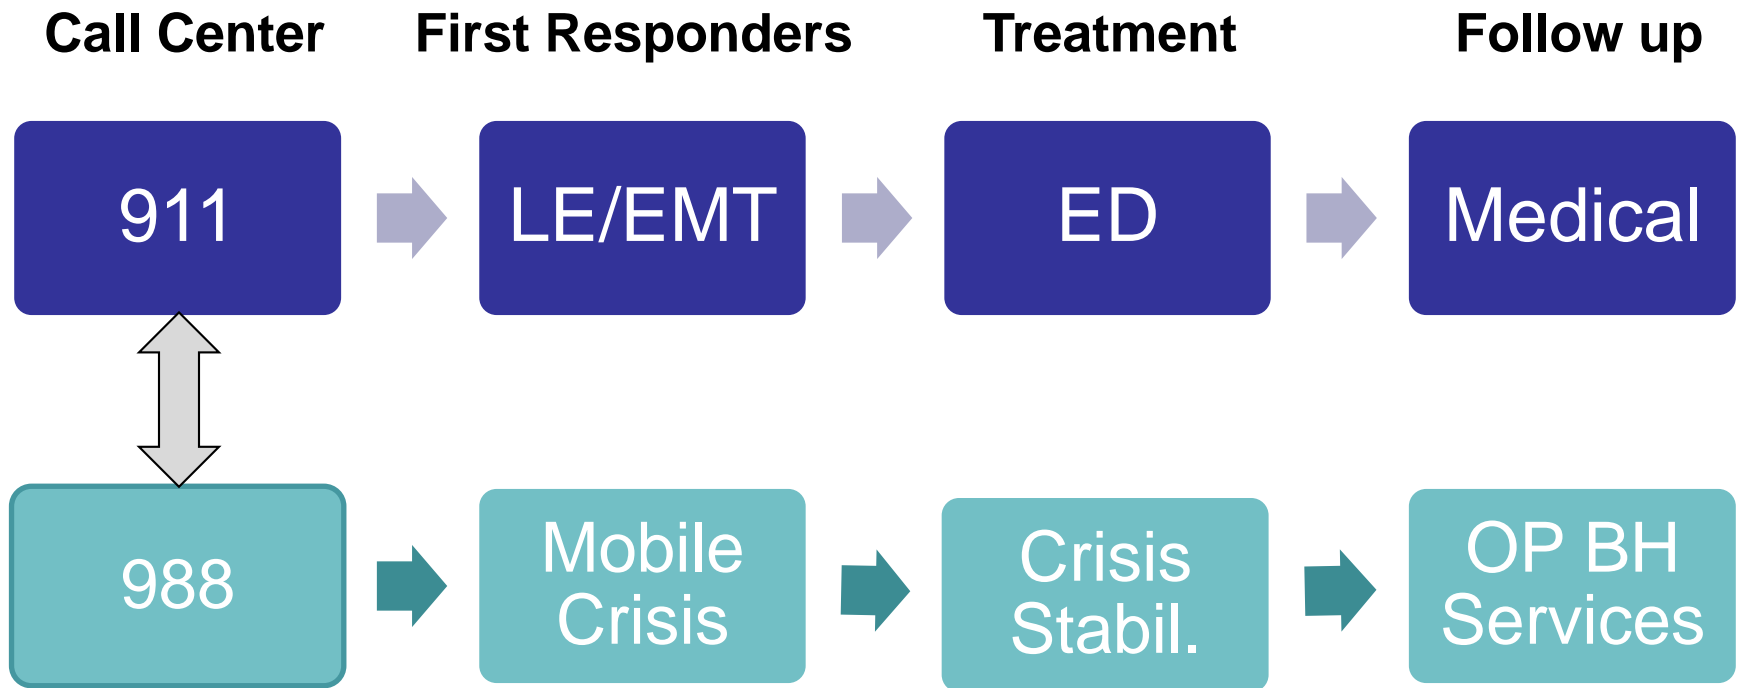 Call Center
First Responders
Treatment
Follow up
911
LE/EMT
ED
Medical
988
Mobile
Crisis
Crisis
Stabil.
OP BH
Services